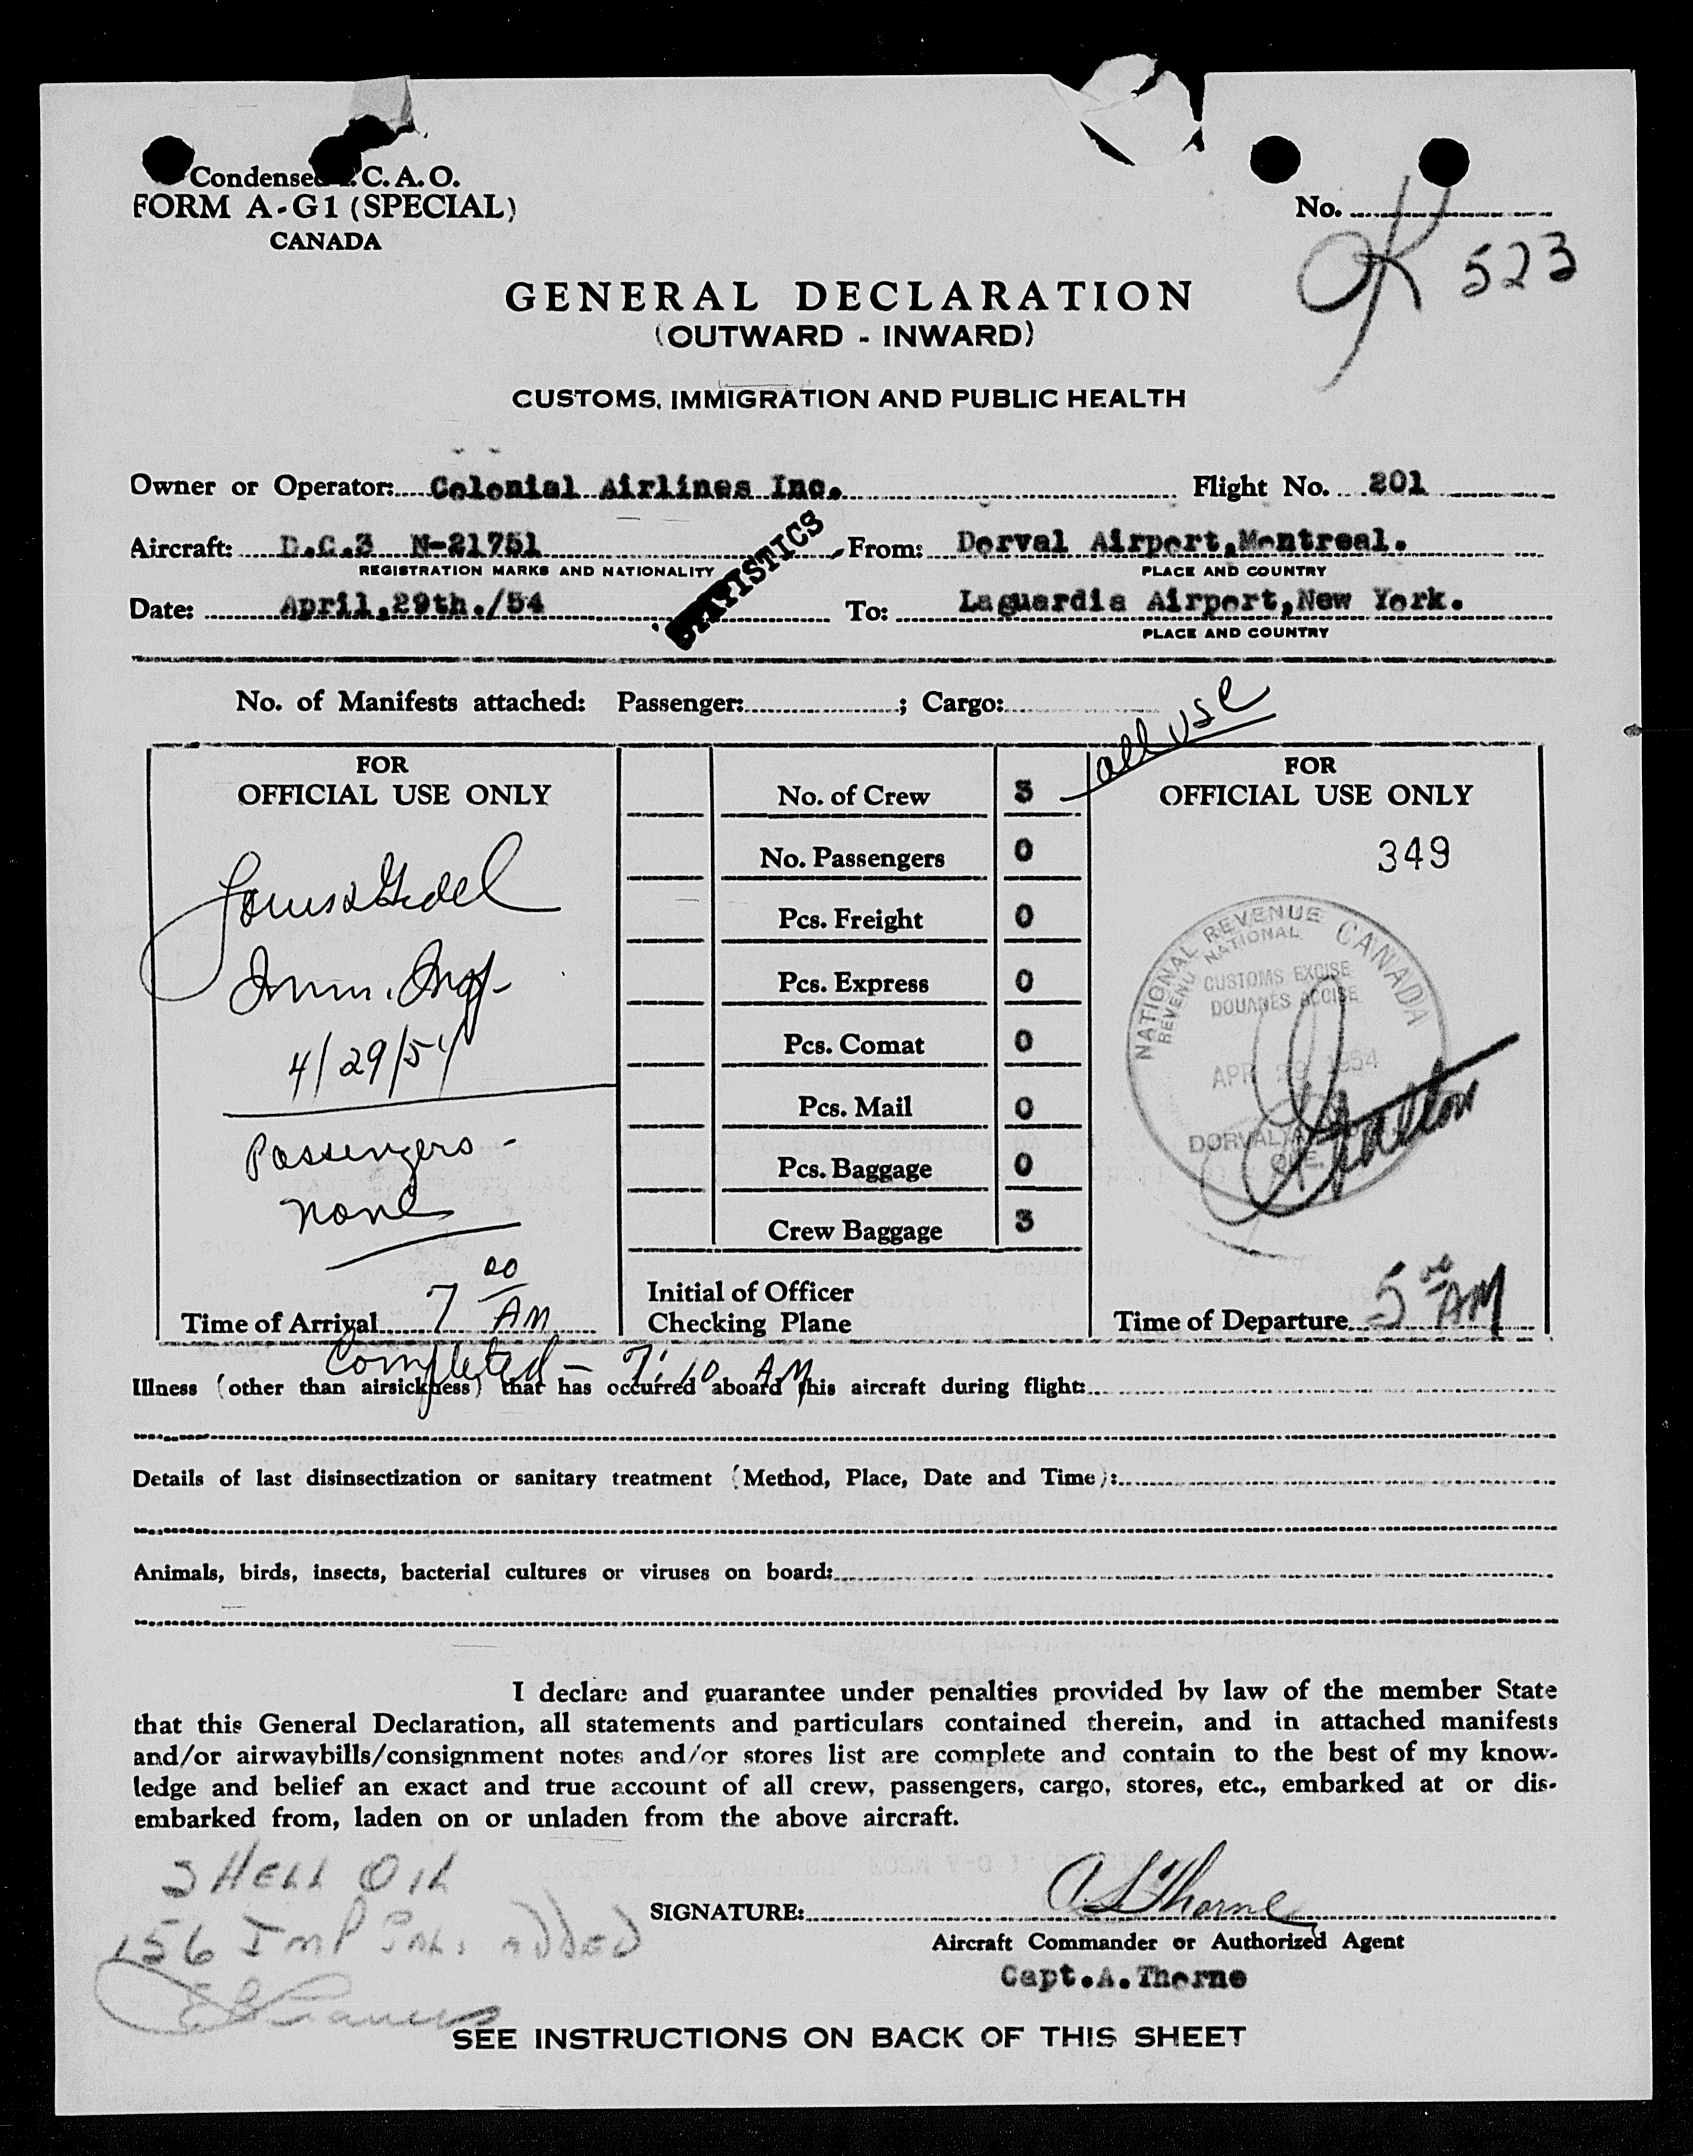 Condensed I.C.A.O.
FORM A-G1 (SPECIAL)
CANADA
No.
OK 523
GENERAL DECLARATION
(OUTWARD - INWARD)
CUSTOMS, IMMIGRATION AND PUBLIC HEALTH
Owner or Operator: Colonial Airlines Inc. Flight No. 201
Aircraft: D.C.3 N-21751 From: Dorval Airport,Montreal.
REGISTRATION MARKS AND NATIONALITY PLACE AND COUNTRY
STATISTICS
Date: April,29th./54 To: Laguardia Airport,New York.
PLACE AND COUNTRY
No. of Manifests attached: Passenger: ; Cargo:
all use
FOR
OFFICIAL USE ONLY
Imm. Insp.
4/29/54
Passengers -
none
Time of Arrival 7 00 AM
Completed - 7:10 AM
No. of Crew 3
No. Passengers 0
Pcs. Freight 0
Pcs. Express 0
Pcs. Comat 0
Pcs. Mail 0
Pcs. Baggage 0
Crew Baggage 3
Initial of Officer
Checking Plane
FOR
OFFICIAL USE ONLY
349
NATIONAL REVENUE CANADA
REVENU NATIONAL
CUSTOMS EXCISE
DOUANES ACCISE
APR 29 1954
DORVAL
QUE.
Time of Departure 5 00 AM
Illness (other than airsickness) that has occurred aboard this aircraft during flight:
Details of last disinsectization or sanitary treatment (Method, Place, Date and Time):
Animals, birds, insects, bacterial cultures or viruses on board:
I declare and guarantee under penalties provided by law of the member State
that this General Declaration, all statements and particulars contained therein, and in attached manifests
and/or airwaybills/consignment notes and/or stores list are complete and contain to the best of my know-
ledge and belief an exact and true account of all crew, passengers, cargo, stores, etc., embarked at or dis-
embarked from, laden on or unladen from the above aircraft.
SHELL OIL
156 IMP GAL. ADDED
SIGNATURE: A Thorne
Aircraft Commander or Authorized Agent
Capt.A.Thorne
SEE INSTRUCTIONS ON BACK OF THIS SHEET